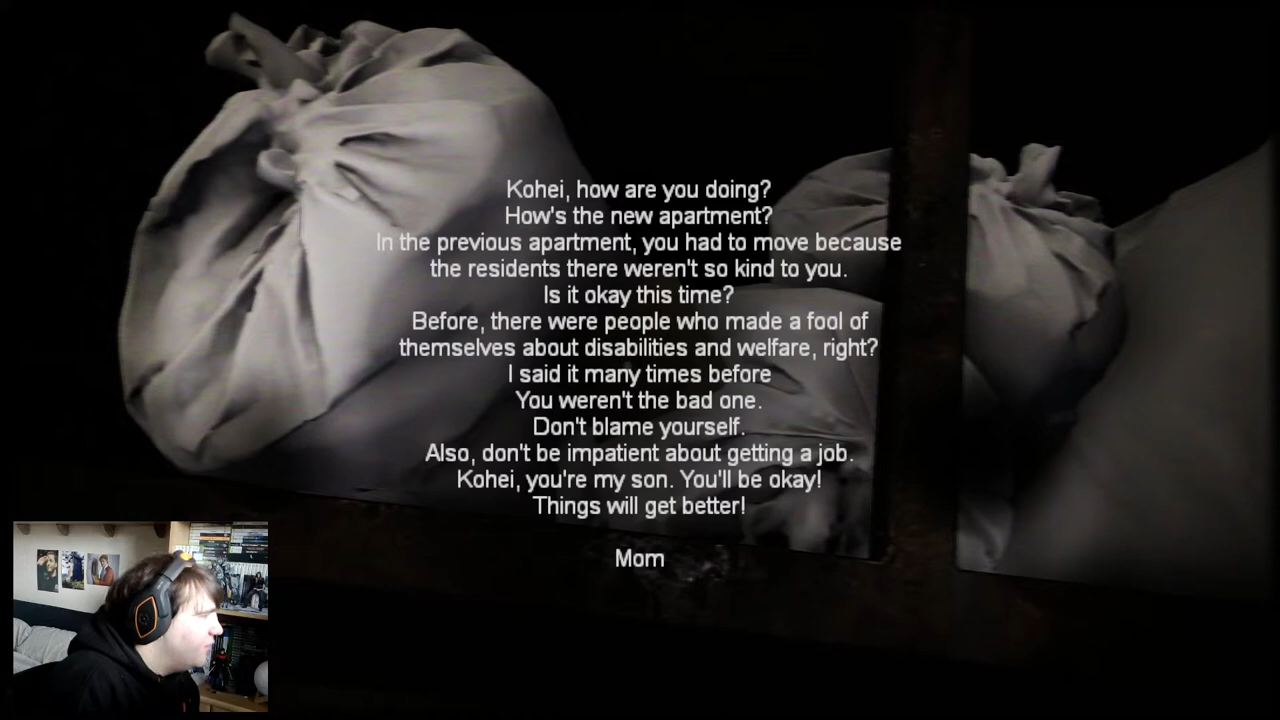 Kohei, how are you doing?
How's the new apartment?
In the previous apartment, you had to move because
the residents there weren't so kind to you.
Is it okay this time?
Before, there were people who made a fool of
themselves about disabilities and welfare, right?
I said it many times before
You weren't the bad one.
Don't blame yourself.
Also, don't be impatient about getting a job.
Kohei, you're my son. You'll be okay!
Things will get better!
Mom